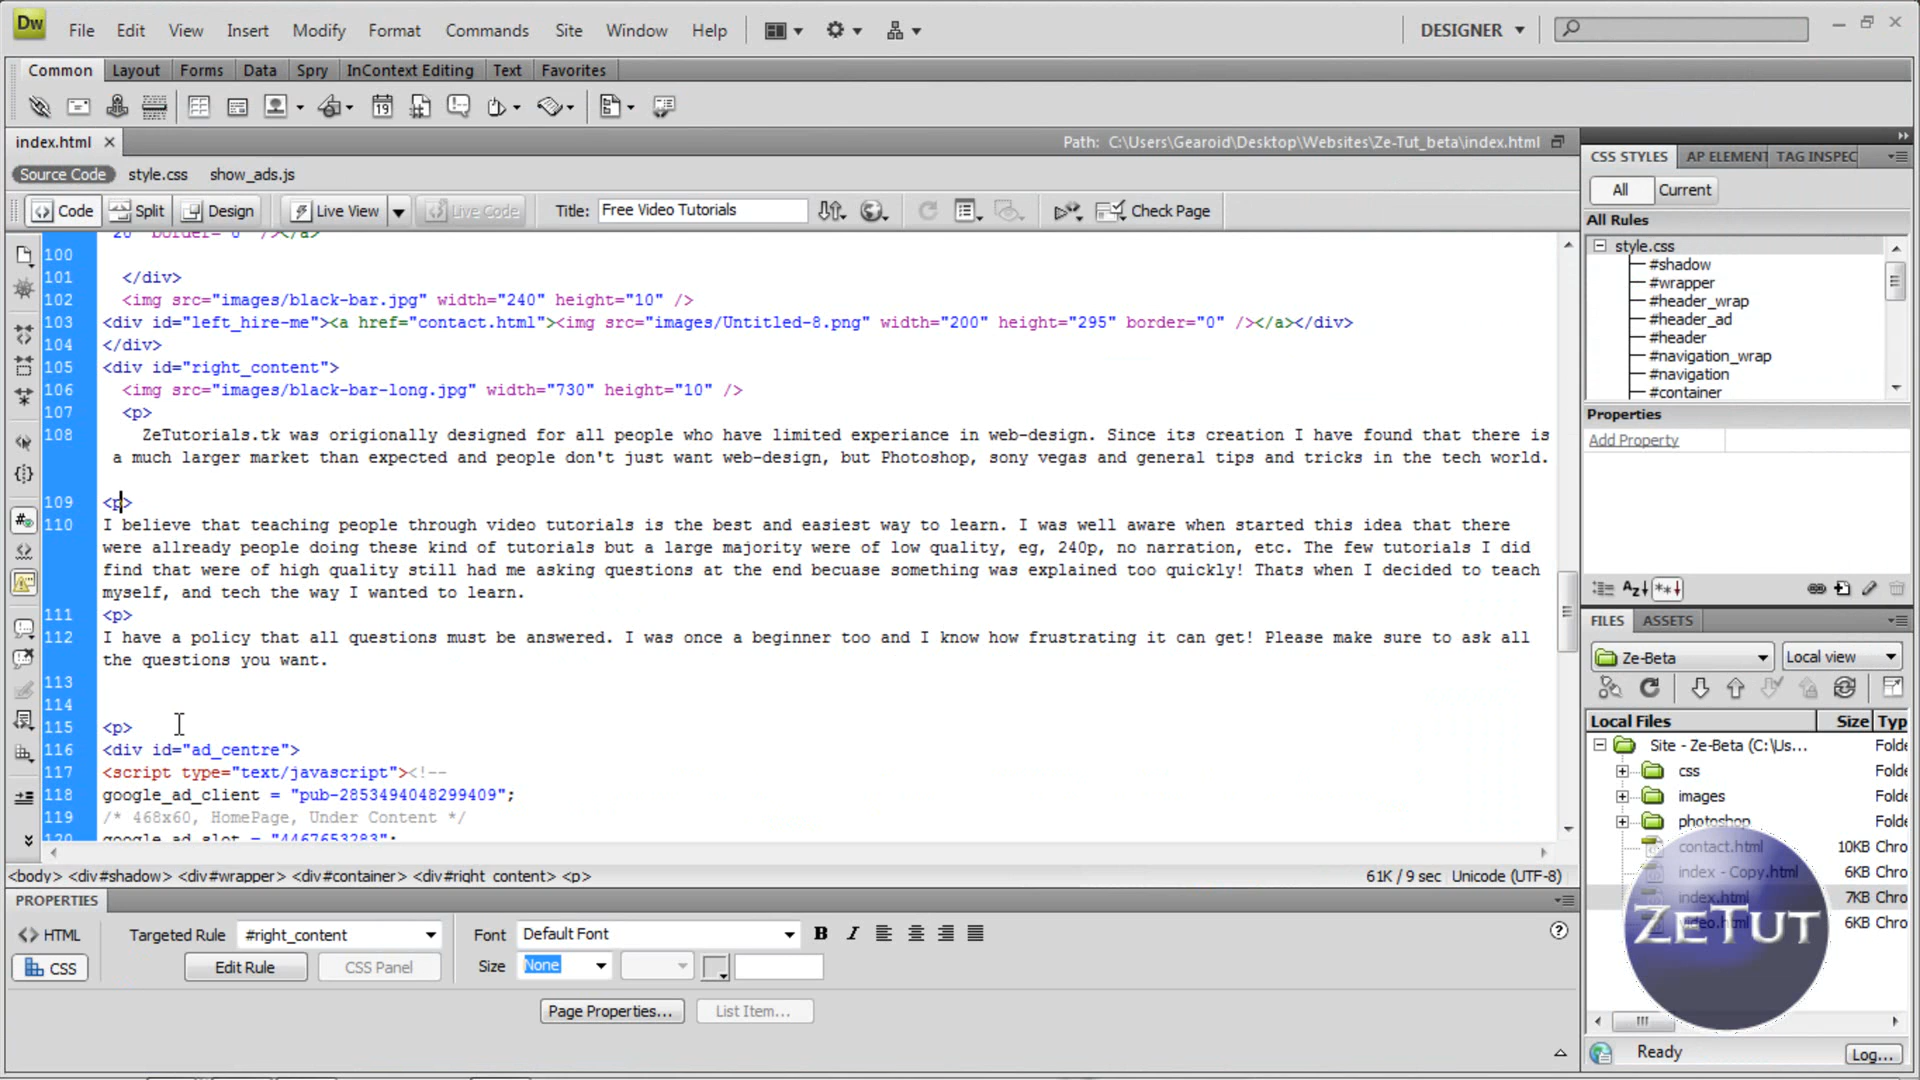 Dw File Edit View Insert Modify Format Commands Site Window Help DESIGNER
Common Layout Forms Data Spry InContext Editing Text Favorites
19
index.html Path: C:\Users\Gearoid\Desktop\Websites\Ze-Tut_beta\index.html
Source Code style.css show_ads.js
Code Split Design Live View Live Code Title: Free Video Tutorials Check Page
20" border="0" /></a>
100
101 </div>
102 <img src="images/black-bar.jpg" width="240" height="10" />
103 <div id="left_hire-me"><a href="contact.html"><img src="images/Untitled-8.png" width="200" height="295" border="0" /></a></div>
104 </div>
105 <div id="right_content">
106 <img src="images/black-bar-long.jpg" width="730" height="10" />
107 <p>
108 ZeTutorials.tk was origionally designed for all people who have limited experiance in web-design. Since its creation I have found that there is
a much larger market than expected and people don't just want web-design, but Photoshop, sony vegas and general tips and tricks in the tech world.
109 <p>
110 I believe that teaching people through video tutorials is the best and easiest way to learn. I was well aware when started this idea that there
were allready people doing these kind of tutorials but a large majority were of low quality, eg, 240p, no narration, etc. The few tutorials I did
find that were of high quality still had me asking questions at the end becuase something was explained too quickly! Thats when I decided to teach
myself, and tech the way I wanted to learn.
111 <p>
112 I have a policy that all questions must be answered. I was once a beginner too and I know how frustrating it can get! Please make sure to ask all
the questions you want.
113
114
115 <p>
116 <div id="ad_centre">
117 <script type="text/javascript"><!--
118 google_ad_client = "pub-2853494048299409";
119 /* 468x60, HomePage, Under Content */
120 google_ad_slot = "4467653283";
<body> <div#shadow> <div#wrapper> <div#container> <div#right_content> <p> 61K / 9 sec Unicode (UTF-8)
PROPERTIES
HTML Targeted Rule #right_content Font Default Font B I
CSS Edit Rule CSS Panel Size None
Page Properties... List Item...
CSS STYLES AP ELEMENT TAG INSPEC
All Current
All Rules
style.css
#shadow
#wrapper
#header_wrap
#header_ad
#header
#navigation_wrap
#navigation
#container
Properties
Add Property
FILES ASSETS
Ze-Beta Local view
Local Files Size Typ
Site - Ze-Beta (C:\Us... Folde
css Folde
images Folde
photoshop Folde
contact.html 10KB Chro
index - Copy.html 6KB Chro
index.html 7KB Chro
video.html 6KB Chro
ZeTut
Ready Log...